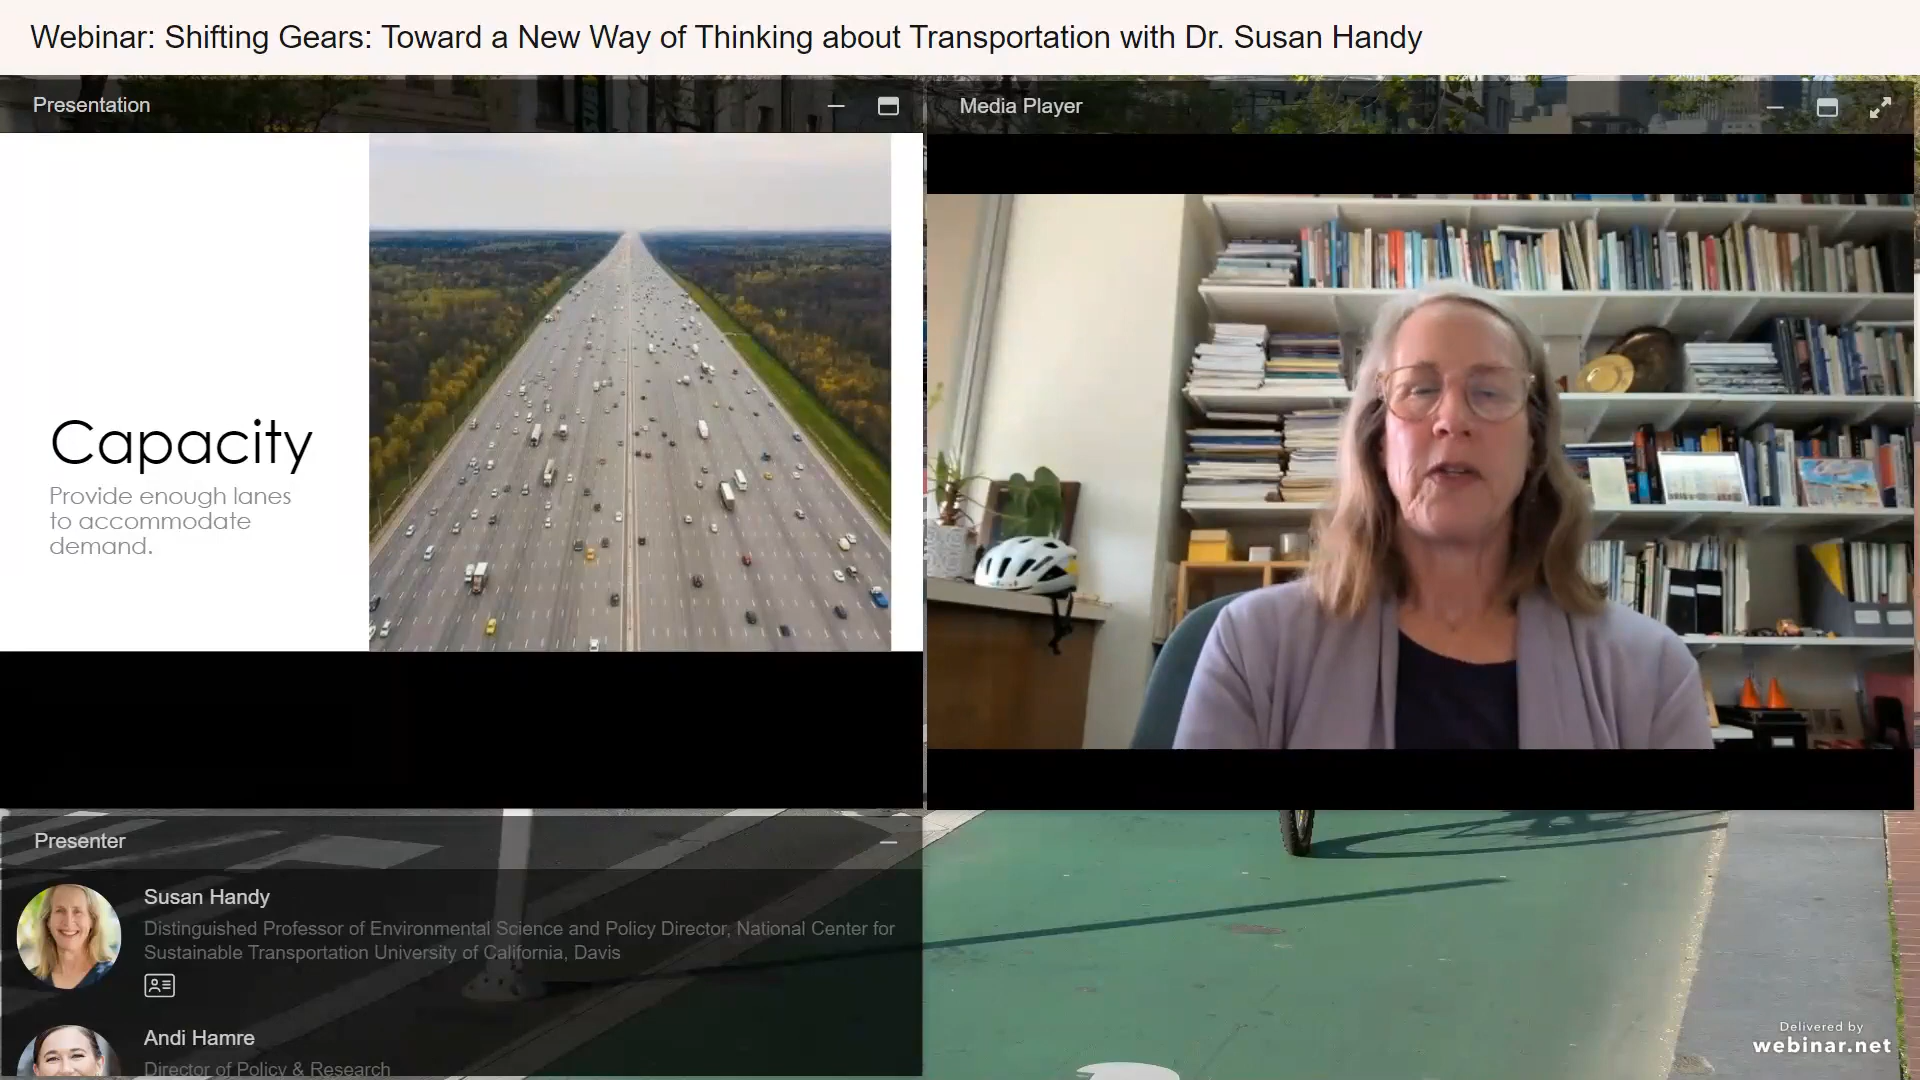 Webinar: Shifting Gears: Toward a New Way of Thinking about Transportation with Dr. Susan Handy
Presentation
Media Player
Capacity
Provide enough lanes
to accommodate
demand.
Presenter
Susan Handy
Distinguished Professor of Environmental Science and Policy Director, National Center for
Sustainable Transportation University of California, Davis
Andi Hamre
Director of Policy & Research
Delivered by
webinar.net